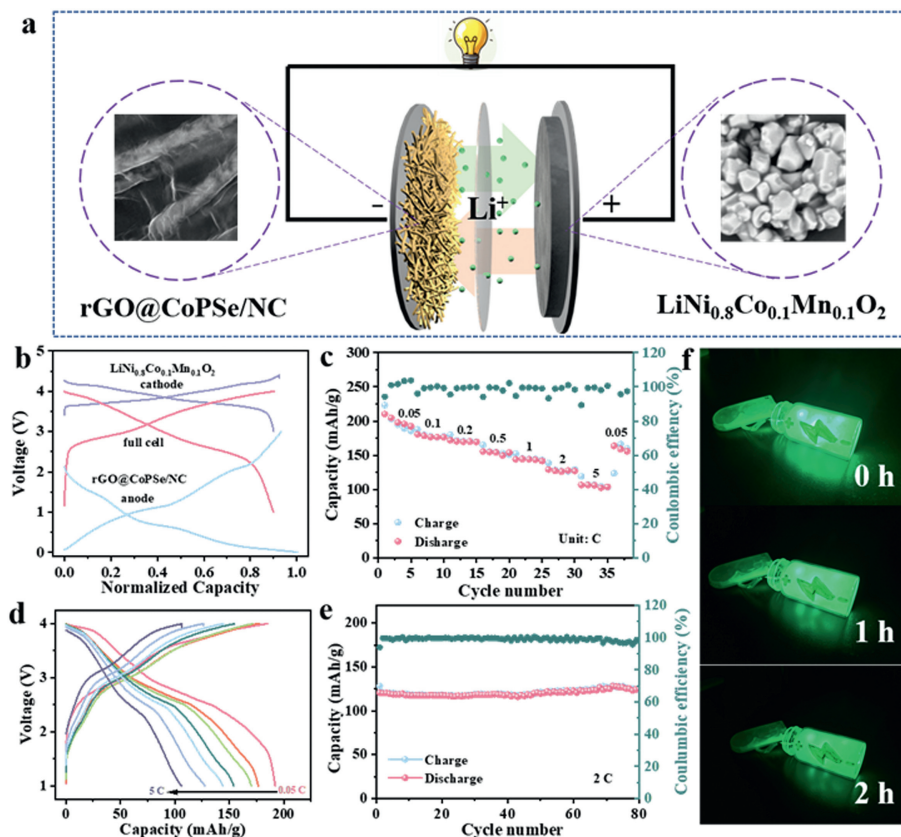 a
Li⁺
-
+
rGO@CoPSe/NC
LiNi₀.₈Co₀.₁Mn₀.₁O₂
b
Voltage (V)
5
4
3
2
1
0
LiNi₀.₈Co₀.₁Mn₀.₁O₂
cathode
full cell
rGO@CoPSe/NC
anode
0.0 0.2 0.4 0.6 0.8 1.0
Normalized Capacity
c
Capacity (mAh/g)
300
250
200
150
100
50
0
0.05
0.1
0.2
0.5
1
2
5
0.05
Charge
Disharge
Unit: C
120
100
80
60
40
20
0
Coulombic effiency (%)
0 5 10 15 20 25 30 35
Cycle number
d
Voltage (V)
4
3
2
1
5 C
0.05 C
0 50 100 150 200
Capacity (mAh/g)
e
Capacity (mAh/g)
200
150
100
50
0
Charge
Discharge
2 C
120
100
80
60
40
20
0
Couhumbic efficiency (%)
0 20 40 60 80
Cycle number
f
0 h
1 h
2 h